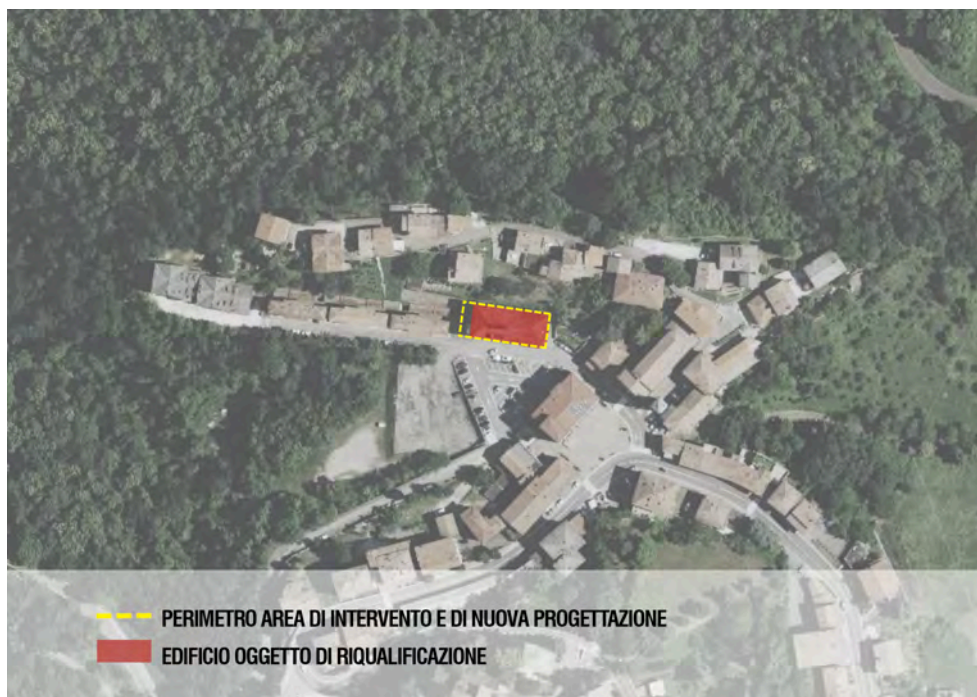 PERIMETRO AREA DI INTERVENTO E DI NUOVA PROGETTAZIONE
EDIFICIO OGGETTO DI RIQUALIFICAZIONE